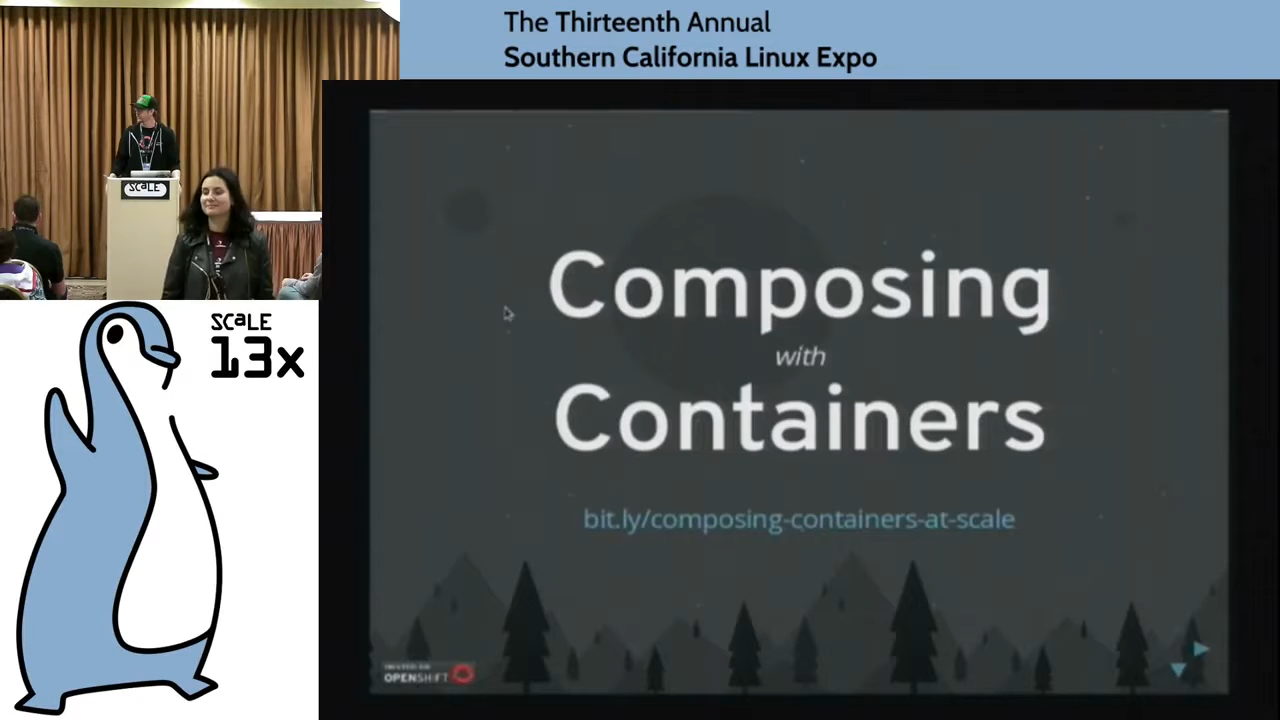 The Thirteenth Annual
Southern California Linux Expo
SCaLE
SCaLE
13x
Composing
with
Containers
bit.ly/composing-containers-at-scale
OPENSHIFT